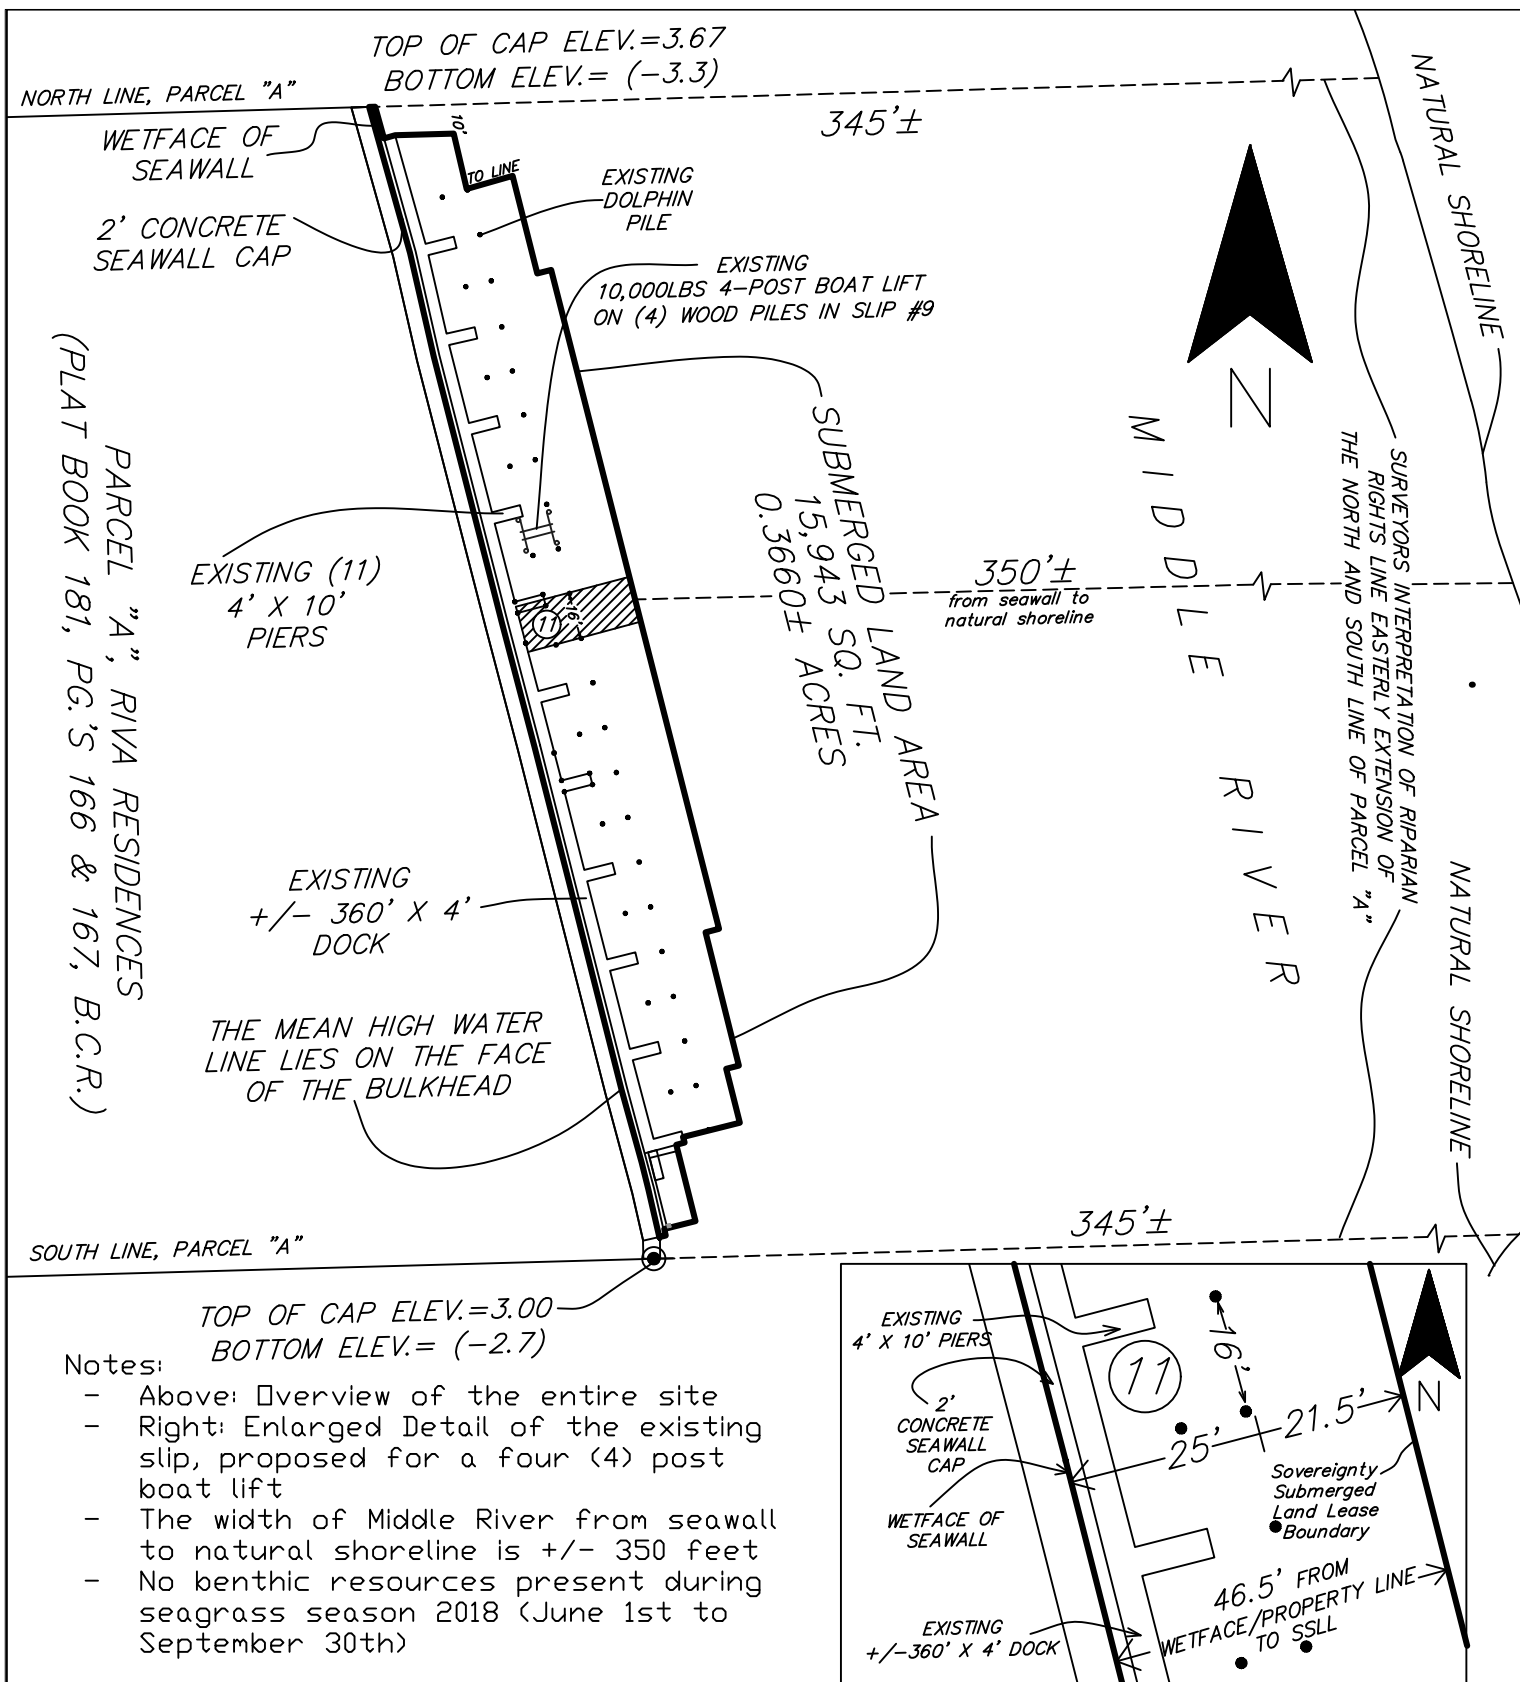 TOP OF CAP ELEV.=3.67
BOTTOM ELEV.= (-3.3)
NORTH LINE, PARCEL "A"
345'±
WETFACE OF
SEAWALL
10'
TO LINE
2' CONCRETE
SEAWALL CAP
EXISTING
DOLPHIN
PILE
EXISTING
10,000LBS 4-POST BOAT LIFT
ON (4) WOOD PILES IN SLIP #9
NATURAL SHORELINE
N
PARCEL "A", RIVA RESIDENCES
(PLAT BOOK 181, PG.'S 166 & 167, B.C.R.)
SUBMERGED LAND AREA
15,943 SQ. FT.
0.3660± ACRES
MIDDLE RIVER
SURVEYORS INTERPRETATION OF RIPARIAN
RIGHTS LINE EASTERLY EXTENSION OF
THE NORTH AND SOUTH LINE OF PARCEL "A"
EXISTING (11)
4' X 10'
PIERS
350'±
from seawall to
natural shoreline
11
16'
EXISTING
+/- 360' X 4'
DOCK
NATURAL SHORELINE
THE MEAN HIGH WATER
LINE LIES ON THE FACE
OF THE BULKHEAD
345'±
SOUTH LINE, PARCEL "A"
TOP OF CAP ELEV.=3.00
BOTTOM ELEV.= (-2.7)
Notes:
- Above: Overview of the entire site
- Right: Enlarged Detail of the existing
slip, proposed for a four (4) post
boat lift
- The width of Middle River from seawall
to natural shoreline is +/- 350 feet
- No benthic resources present during
seagrass season 2018 (June 1st to
September 30th)
EXISTING
4' X 10' PIERS
11
16'
N
2'
CONCRETE
SEAWALL
CAP
25'
21.5'
Sovereignty
Submerged
Land Lease
Boundary
WETFACE OF
SEAWALL
46.5' FROM
WETFACE/PROPERTY LINE
TO SSLL
EXISTING
+/-360' X 4' DOCK